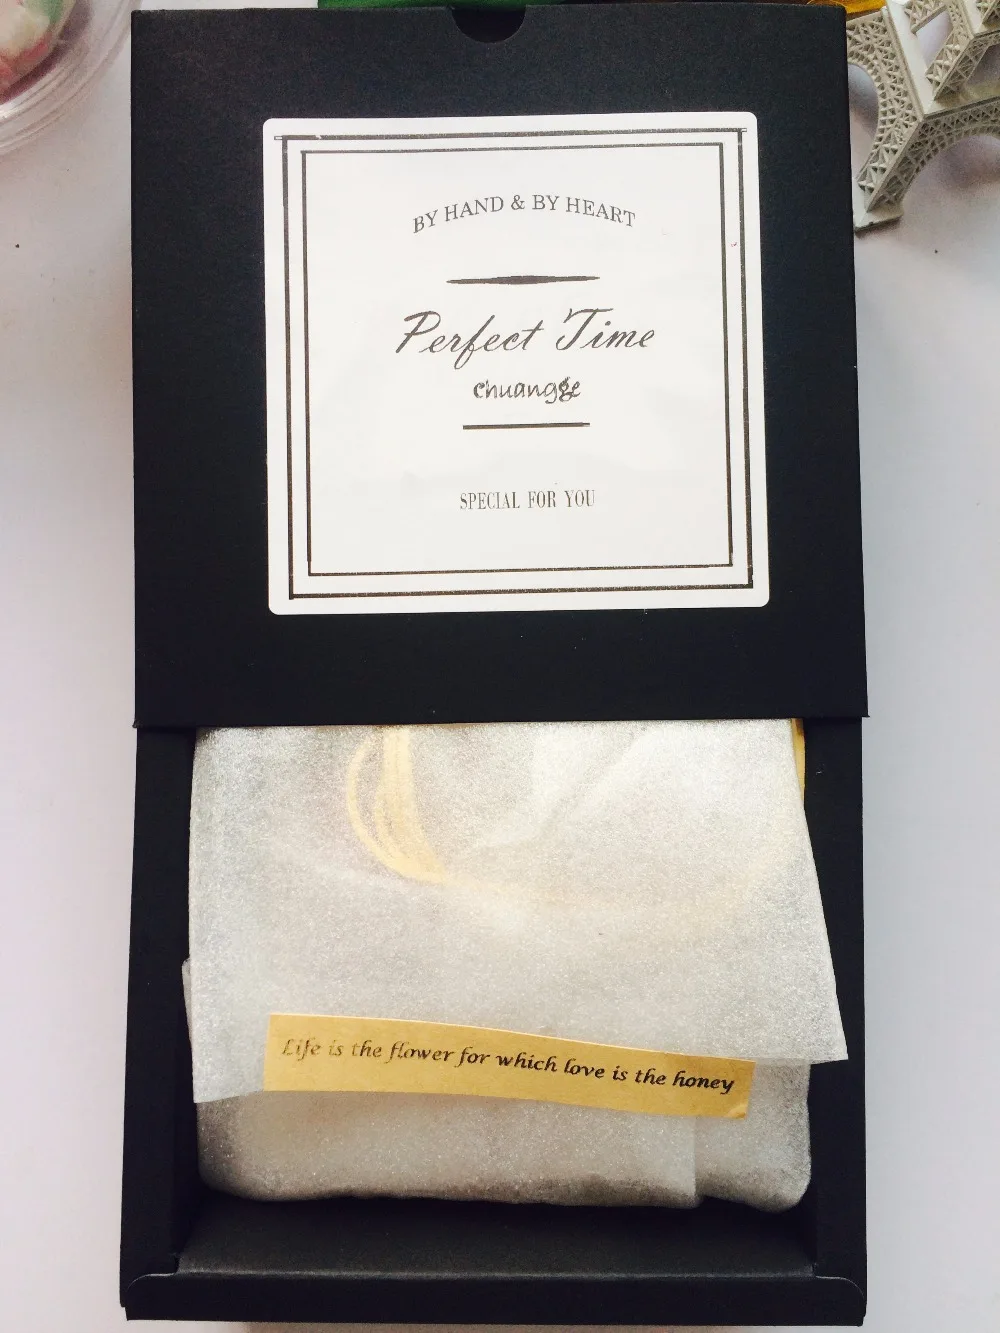 BY HAND & BY HEART
Perfect Time
SPECIAL FOR YOU
Life is the flower for which love is the honey